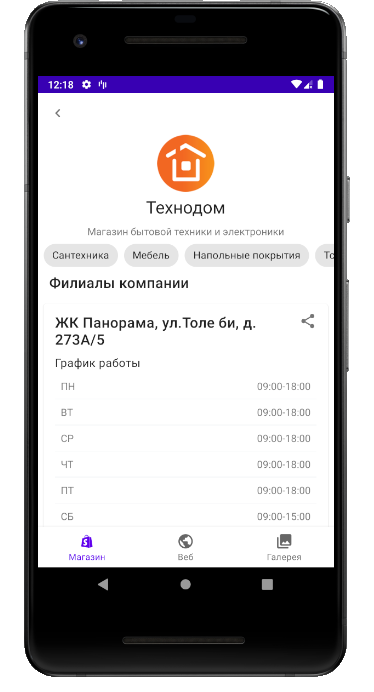 12:18
Технодом
Магазин бытовой техники и электроники
Сантехника Мебель Напольные покрытия То
Филиалы компании
ЖК Панорама, ул.Толе би, д.
273А/5
График работы
ПН 09:00-18:00
ВТ 09:00-18:00
СР 09:00-18:00
ЧТ 09:00-18:00
ПТ 09:00-18:00
СБ 09:00-15:00
Магазин Веб Галерея